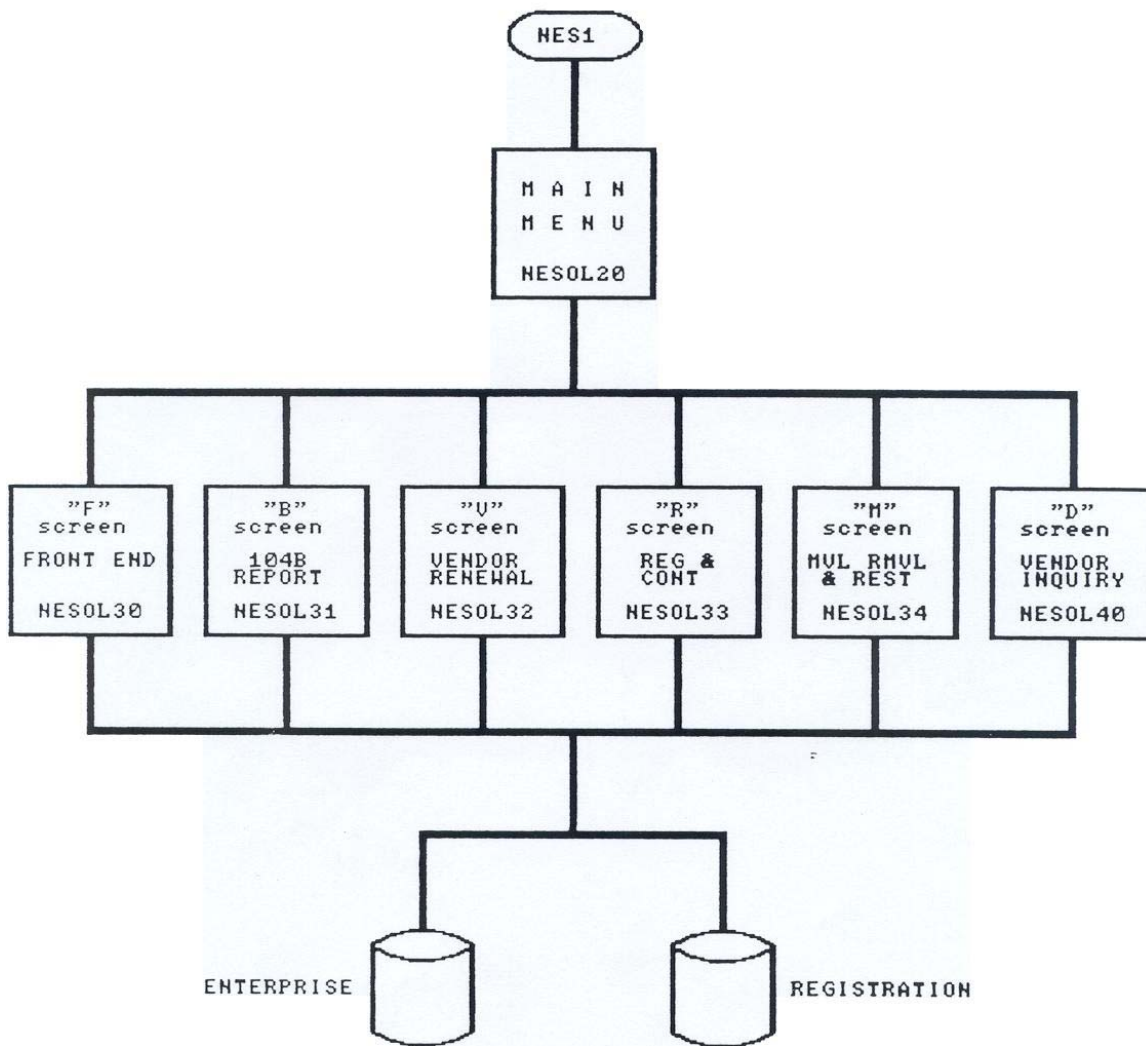 NES1
M A I N
M E N U
NESOL20
"F"
screen
FRONT END
NESOL30
"B"
screen
104B
REPORT
NESOL31
"V"
screen
VENDOR
RENEWAL
NESOL32
"R"
screen
REG &
CONT
NESOL33
"M"
screen
MVL RMVL
& REST
NESOL34
"D"
screen
VENDOR
INQUIRY
NESOL40
ENTERPRISE
REGISTRATION